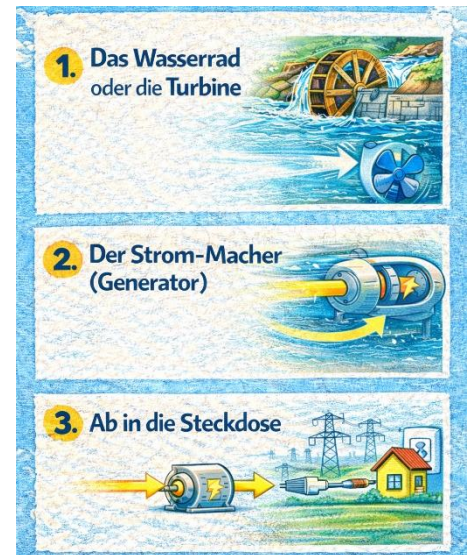 1. Das Wasserrad
oder die Turbine
2. Der Strom-Macher
(Generator)
3. Ab in die Steckdose